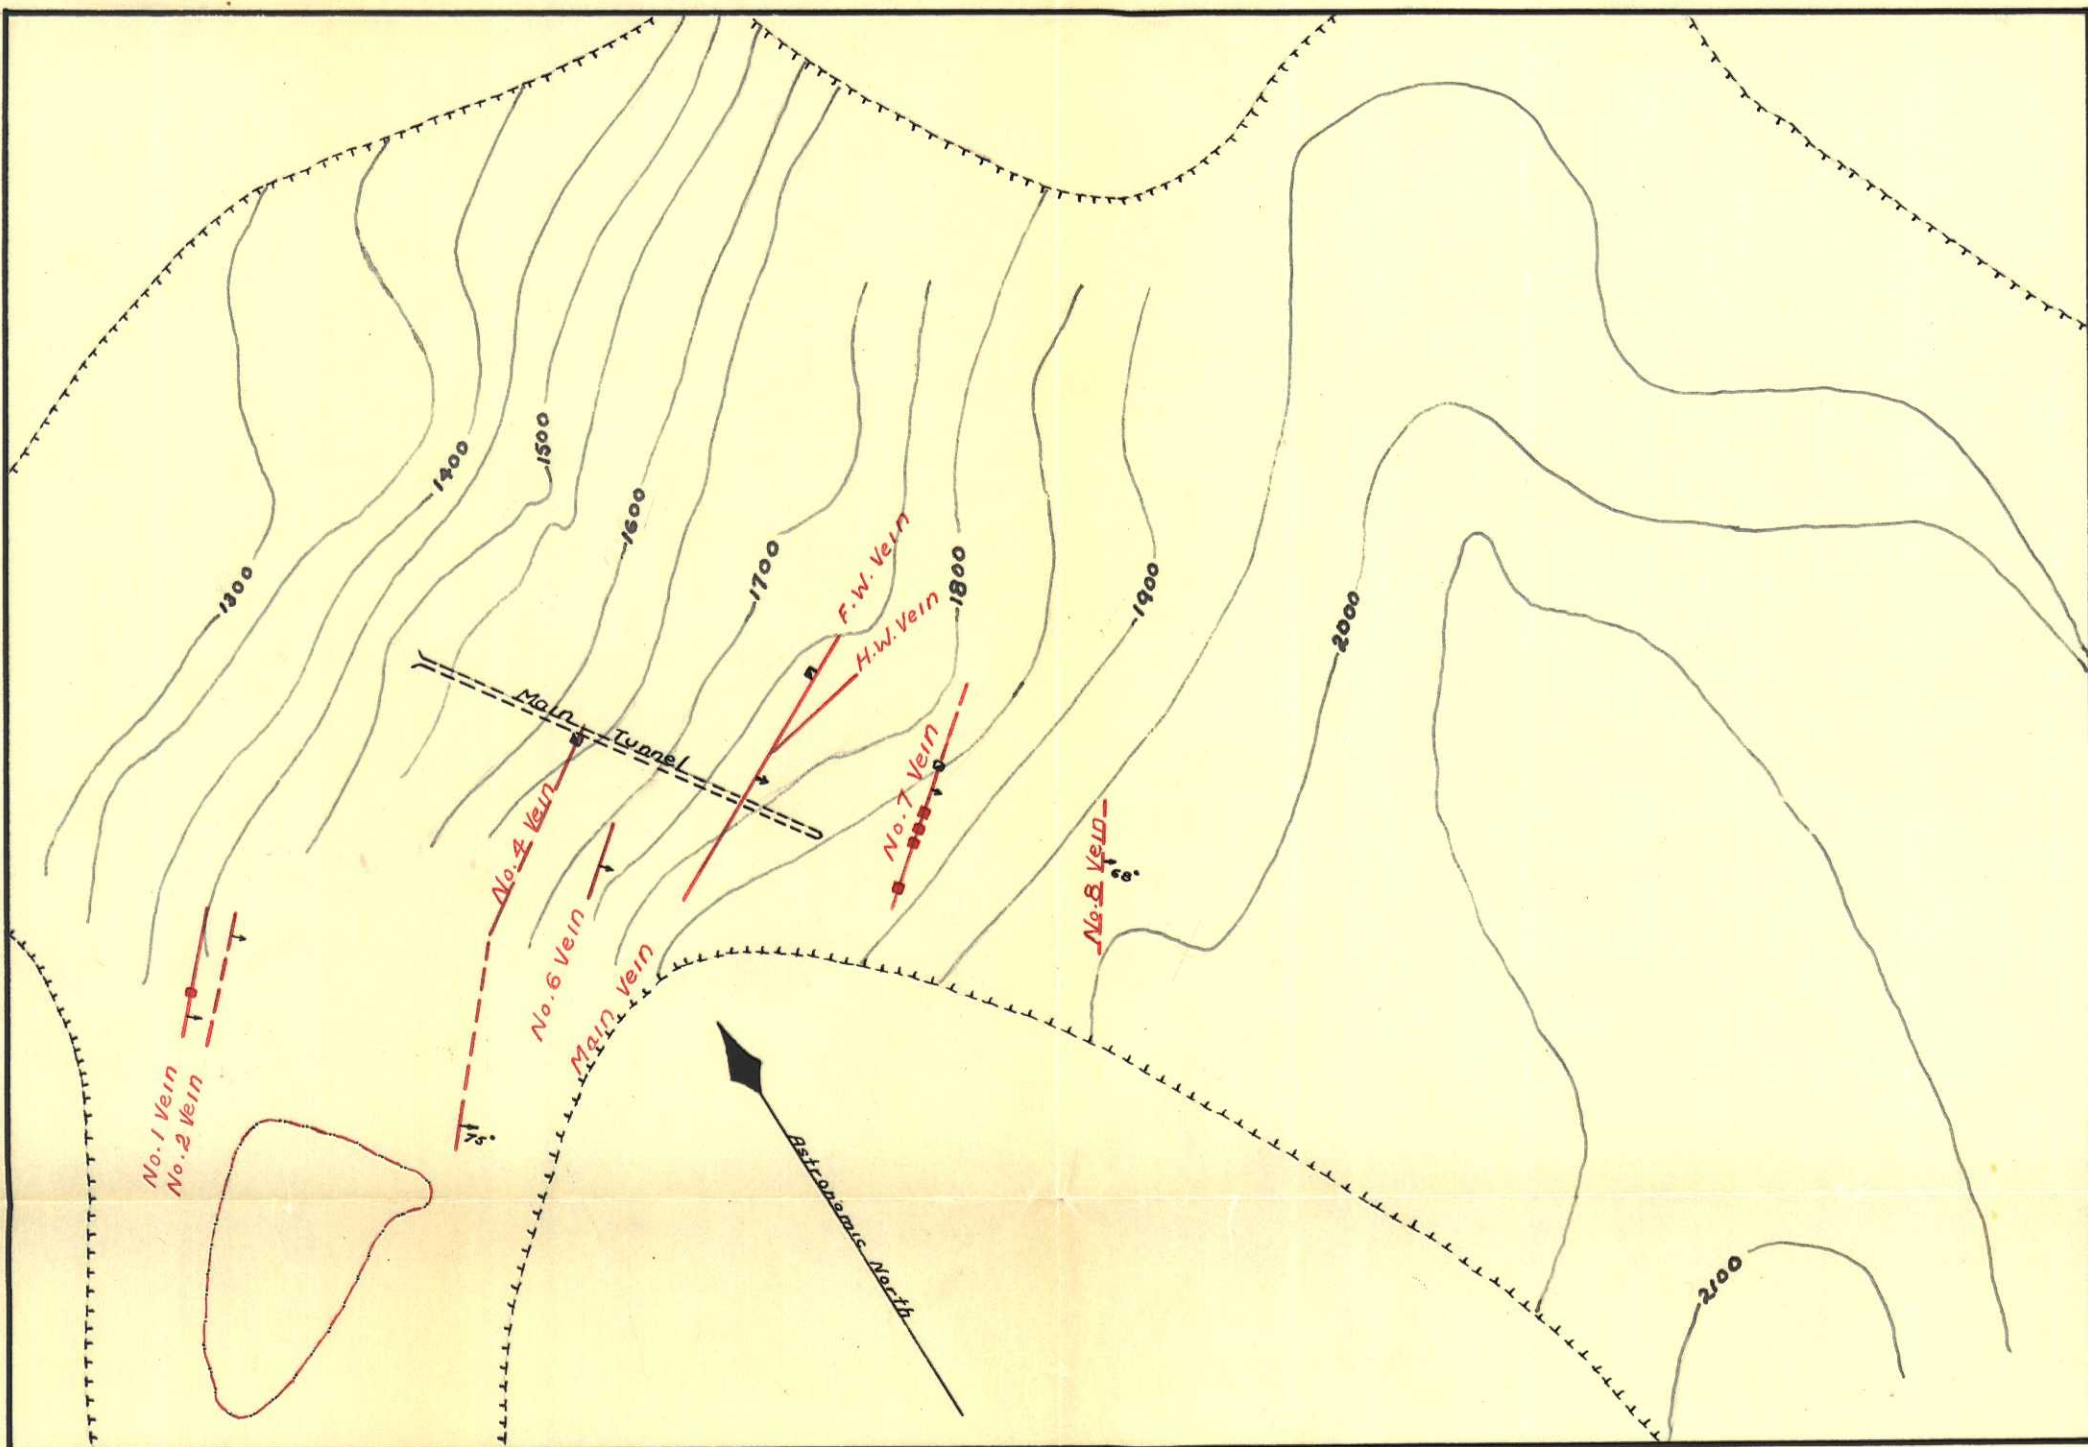 1400
1500
1600
F.W. Vein
1300
1700
1800
1900
H.W. Vein
2000
Main Tunnel
No. 7 Vein
No. 4 Vein
No. 8 Vein
68°
No. 6 Vein
Main Vein
No. 1 Vein
No. 2 Vein
75°
Astronomic North
2100